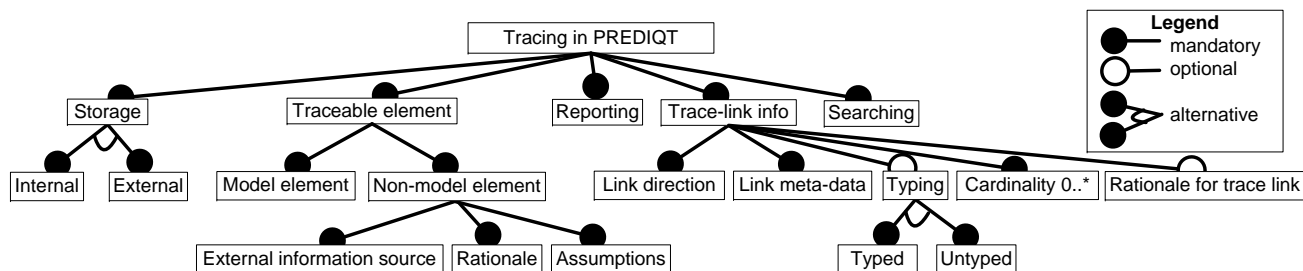 Tracing in PREDIQT
Legend
mandatory
optional
alternative
Storage
Traceable element
Reporting
Trace-link info
Searching
Internal
External
Model element
Non-model element
Link direction
Link meta-data
Typing
Cardinality 0..*
Rationale for trace link
External information source
Rationale
Assumptions
Typed
Untyped